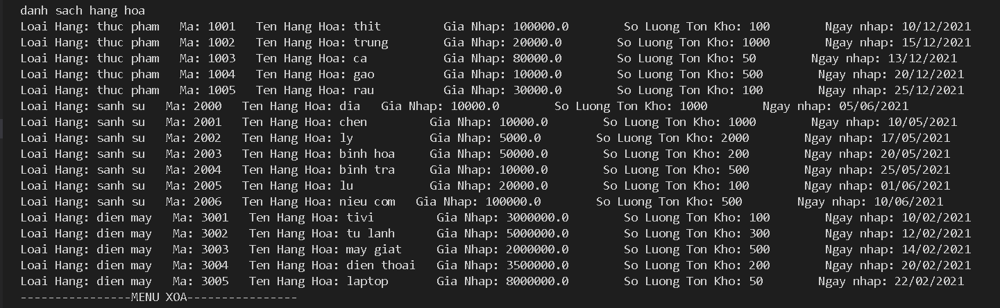 danh sach hang hoa
Loai Hang: thuc pham Ma: 1001 Ten Hang Hoa: thit Gia Nhap: 100000.0 So Luong Ton Kho: 100 Ngay nhap: 10/12/2021
Loai Hang: thuc pham Ma: 1002 Ten Hang Hoa: trung Gia Nhap: 20000.0 So Luong Ton Kho: 1000 Ngay nhap: 15/12/2021
Loai Hang: thuc pham Ma: 1003 Ten Hang Hoa: ca Gia Nhap: 80000.0 So Luong Ton Kho: 50 Ngay nhap: 13/12/2021
Loai Hang: thuc pham Ma: 1004 Ten Hang Hoa: gao Gia Nhap: 10000.0 So Luong Ton Kho: 500 Ngay nhap: 20/12/2021
Loai Hang: thuc pham Ma: 1005 Ten Hang Hoa: rau Gia Nhap: 30000.0 So Luong Ton Kho: 100 Ngay nhap: 25/12/2021
Loai Hang: sanh su Ma: 2000 Ten Hang Hoa: dia Gia Nhap: 10000.0 So Luong Ton Kho: 1000 Ngay nhap: 05/06/2021
Loai Hang: sanh su Ma: 2001 Ten Hang Hoa: chen Gia Nhap: 10000.0 So Luong Ton Kho: 1000 Ngay nhap: 10/05/2021
Loai Hang: sanh su Ma: 2002 Ten Hang Hoa: ly Gia Nhap: 5000.0 So Luong Ton Kho: 2000 Ngay nhap: 17/05/2021
Loai Hang: sanh su Ma: 2003 Ten Hang Hoa: binh hoa Gia Nhap: 50000.0 So Luong Ton Kho: 200 Ngay nhap: 20/05/2021
Loai Hang: sanh su Ma: 2004 Ten Hang Hoa: binh tra Gia Nhap: 10000.0 So Luong Ton Kho: 500 Ngay nhap: 25/05/2021
Loai Hang: sanh su Ma: 2005 Ten Hang Hoa: lu Gia Nhap: 20000.0 So Luong Ton Kho: 100 Ngay nhap: 01/06/2021
Loai Hang: sanh su Ma: 2006 Ten Hang Hoa: nieu com Gia Nhap: 100000.0 So Luong Ton Kho: 500 Ngay nhap: 10/06/2021
Loai Hang: dien may Ma: 3001 Ten Hang Hoa: tivi Gia Nhap: 3000000.0 So Luong Ton Kho: 100 Ngay nhap: 10/02/2021
Loai Hang: dien may Ma: 3002 Ten Hang Hoa: tu lanh Gia Nhap: 5000000.0 So Luong Ton Kho: 300 Ngay nhap: 12/02/2021
Loai Hang: dien may Ma: 3003 Ten Hang Hoa: may giat Gia Nhap: 2000000.0 So Luong Ton Kho: 500 Ngay nhap: 14/02/2021
Loai Hang: dien may Ma: 3004 Ten Hang Hoa: dien thoai Gia Nhap: 3500000.0 So Luong Ton Kho: 200 Ngay nhap: 20/02/2021
Loai Hang: dien may Ma: 3005 Ten Hang Hoa: laptop Gia Nhap: 8000000.0 So Luong Ton Kho: 50 Ngay nhap: 22/02/2021
----------------MENU XOA----------------